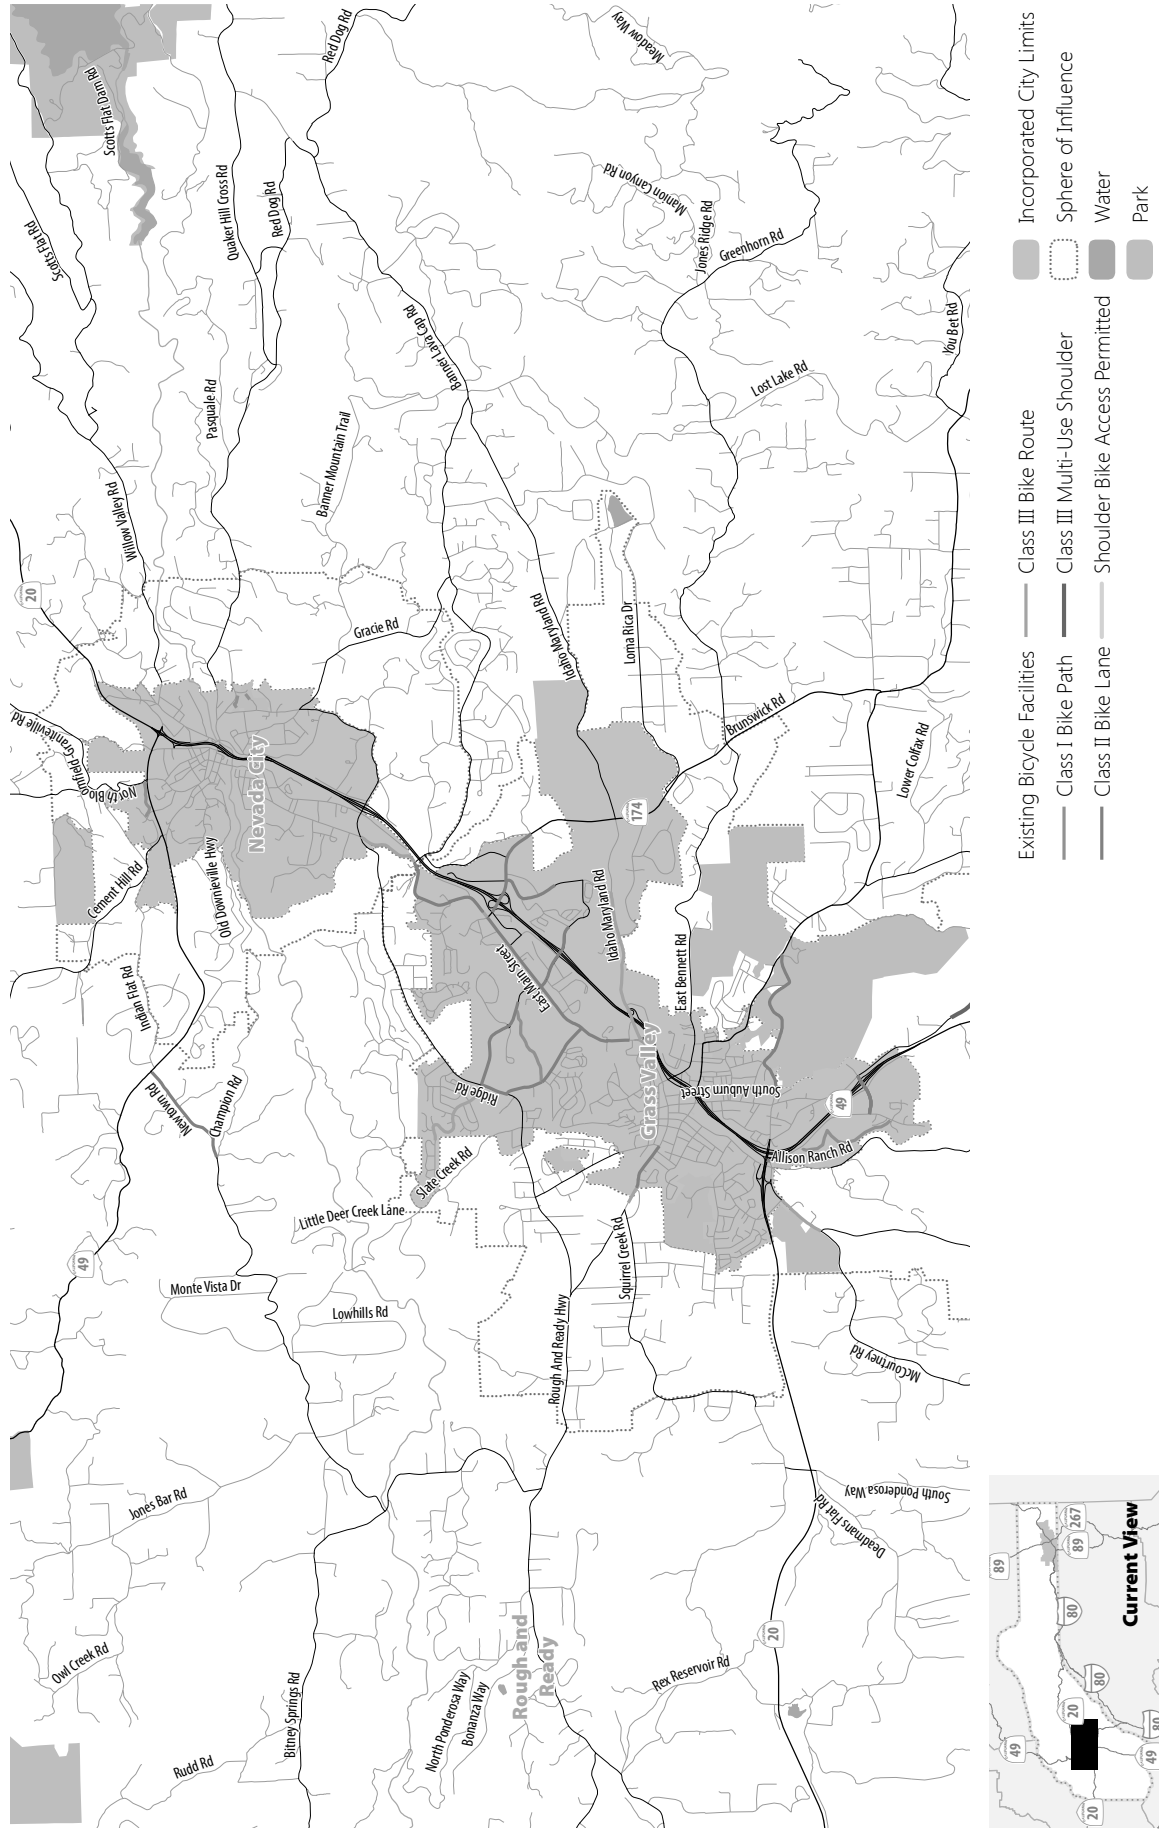 Rudd Rd
Owl Creek Rd
Bitney Springs Rd
North Ponderosa Way
Bonanza Way
Rough and
Ready
Rex Reservoir Rd
20
Jones Bar Rd
Deadmans Flat Rd
South Ponderosa Way
49
Monte Vista Dr
Lowhills Rd
Little Deer Creek Lane
Slate Creek Rd
Rough And Ready Hwy
Squirrel Creek Rd
McCourtney Rd
Newtown Rd
Champion Rd
Indian Flat Rd
Ridge Rd
Grass Valley
South Auburn Street
49
Allison Ranch Rd
East Main Street
Idaho Maryland Rd
East Bennett Rd
Cement Hill Rd
Old Downieville Hwy
North Bloomfield-Graniteville Rd
Nevada City
174
Brunswick Rd
Lower Colfax Rd
Gracie Rd
Idaho Maryland Rd
Loma Rica Dr
20
Willow Valley Rd
Banner Mountain Trail
Pasquale Rd
Banner Lava Cap Rd
Lost Lake Rd
You Bet Rd
Scotts Flat Rd
Quaker Hill Cross Rd
Red Dog Rd
Jones Ridge Rd
Greenhorn Rd
Manion Canyon Rd
Scotts Flat Dam Rd
Red Dog Rd
Meadow Way
Existing Bicycle Facilities
Class I Bike Path
Class II Bike Lane
Class III Bike Route
Class III Multi-Use Shoulder
Shoulder Bike Access Permitted
Incorporated City Limits
Sphere of Influence
Water
Park
Current View
89
267
89
80
80
80
20
49
49
20